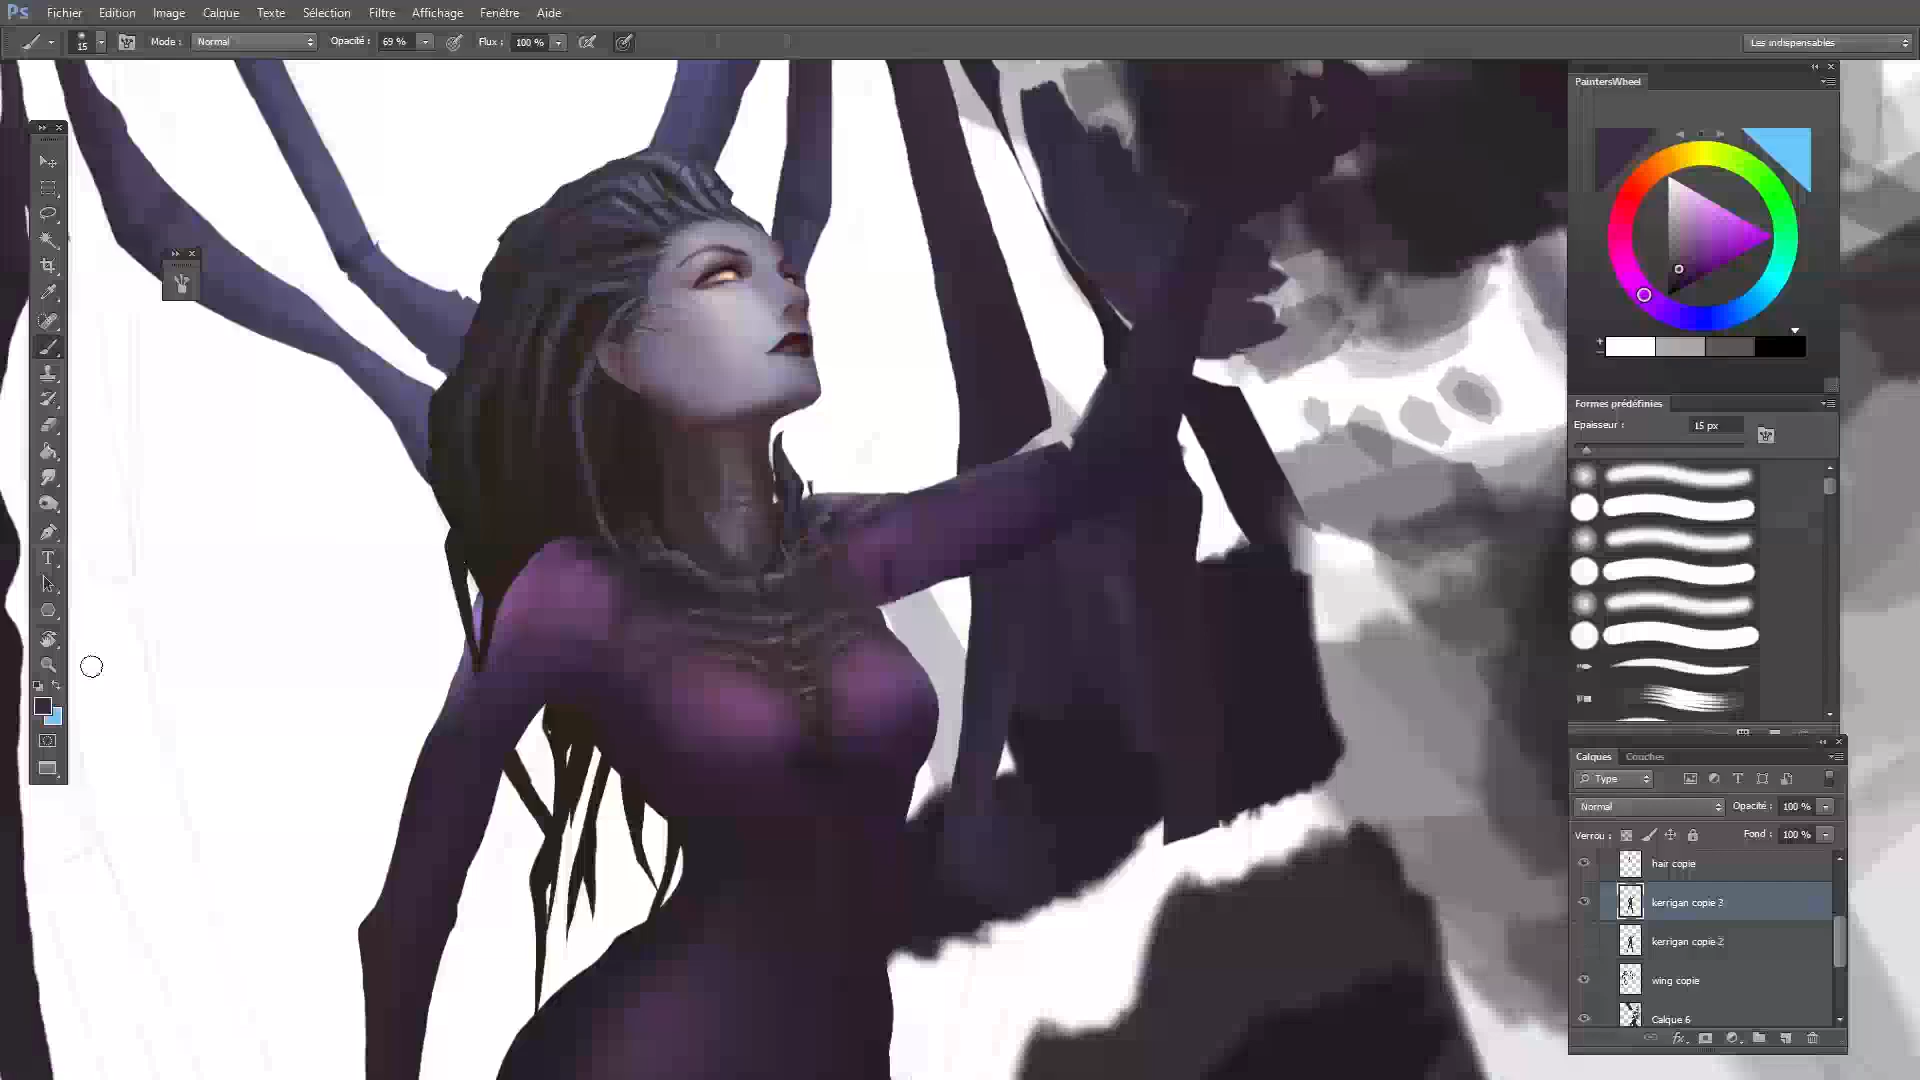 Ps Fichier Edition Image Calque Texte Sélection Filtre Affichage Fenêtre Aide
15 Mode : Normal Opacité : 69 % Flux : 100 % Les indispensables
PaintersWheel
Formes prédéfinies
Epaisseur : 15 px
Calques Couches
Type
Normal Opacité : 100 %
Verrou : Fond : 100 %
hair copie
kerrigan copie 3
kerrigan copie 2
wing copie
Calque 6
fx